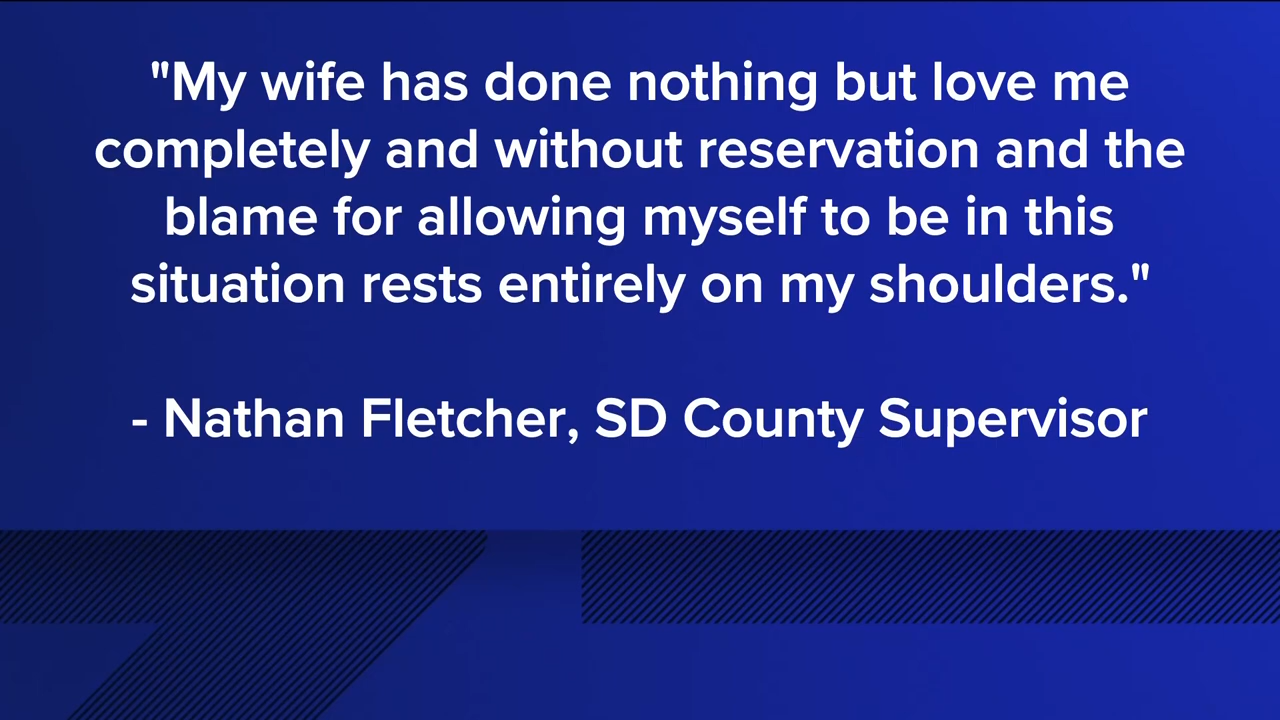 "My wife has done nothing but love me
completely and without reservation and the
blame for allowing myself to be in this
situation rests entirely on my shoulders."
- Nathan Fletcher, SD County Supervisor